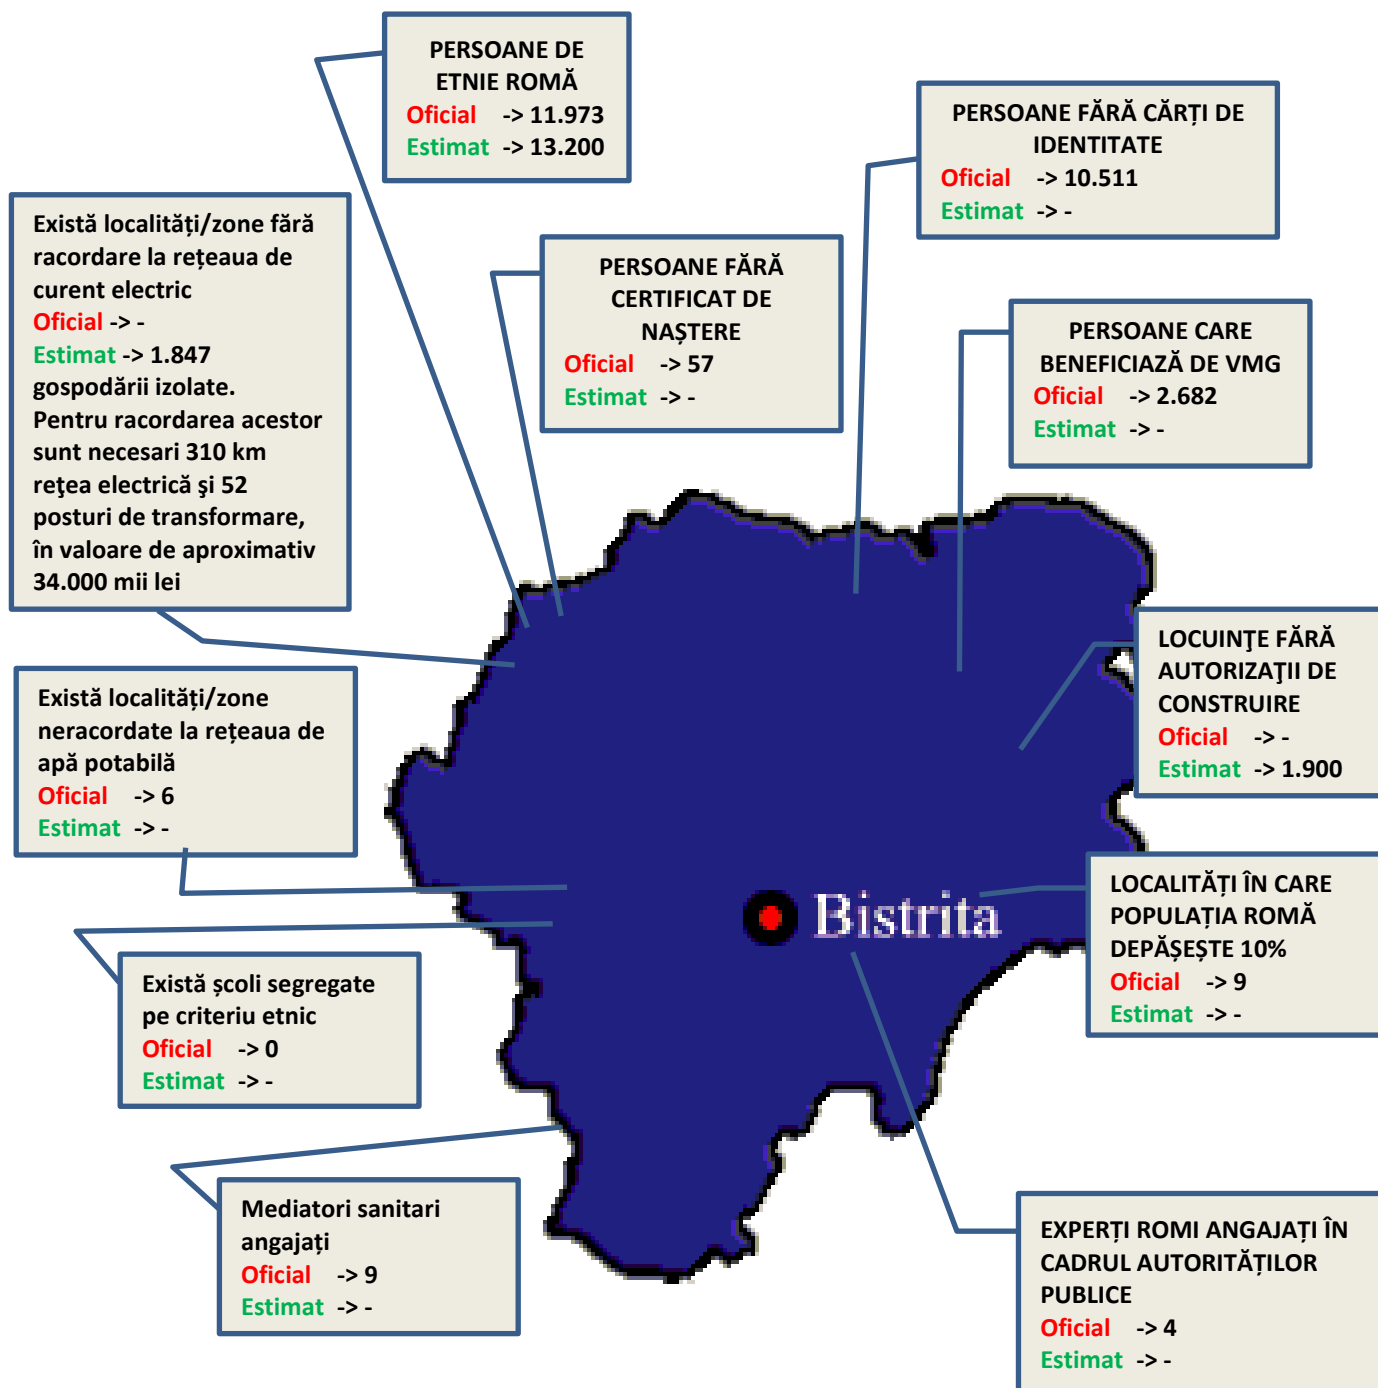 PERSOANE DE
ETNIE ROMĂ
Oficial -> 11.973
Estimat -> 13.200
PERSOANE FĂRĂ CĂRȚI DE
IDENTITATE
Oficial -> 10.511
Estimat -> -
Există localități/zone fără
racordare la rețeaua de
curent electric
Oficial -> -
Estimat -> 1.847
gospodării izolate.
Pentru racordarea acestor
sunt necesari 310 km
reţea electrică şi 52
posturi de transformare,
în valoare de aproximativ
34.000 mii lei
PERSOANE FĂRĂ
CERTIFICAT DE
NAȘTERE
Oficial -> 57
Estimat -> -
PERSOANE CARE
BENEFICIAZĂ DE VMG
Oficial -> 2.682
Estimat -> -
LOCUINŢE FĂRĂ
AUTORIZAŢII DE
CONSTRUIRE
Oficial -> -
Estimat -> 1.900
Există localități/zone
neracordate la rețeaua de
apă potabilă
Oficial -> 6
Estimat -> -
Bistrita
LOCALITĂȚI ÎN CARE
POPULAȚIA ROMĂ
DEPĂȘEȘTE 10%
Oficial -> 9
Estimat -> -
Există școli segregate
pe criteriu etnic
Oficial -> 0
Estimat -> -
Mediatori sanitari
angajați
Oficial -> 9
Estimat -> -
EXPERȚI ROMI ANGAJAȚI ÎN
CADRUL AUTORITĂȚILOR
PUBLICE
Oficial -> 4
Estimat -> -